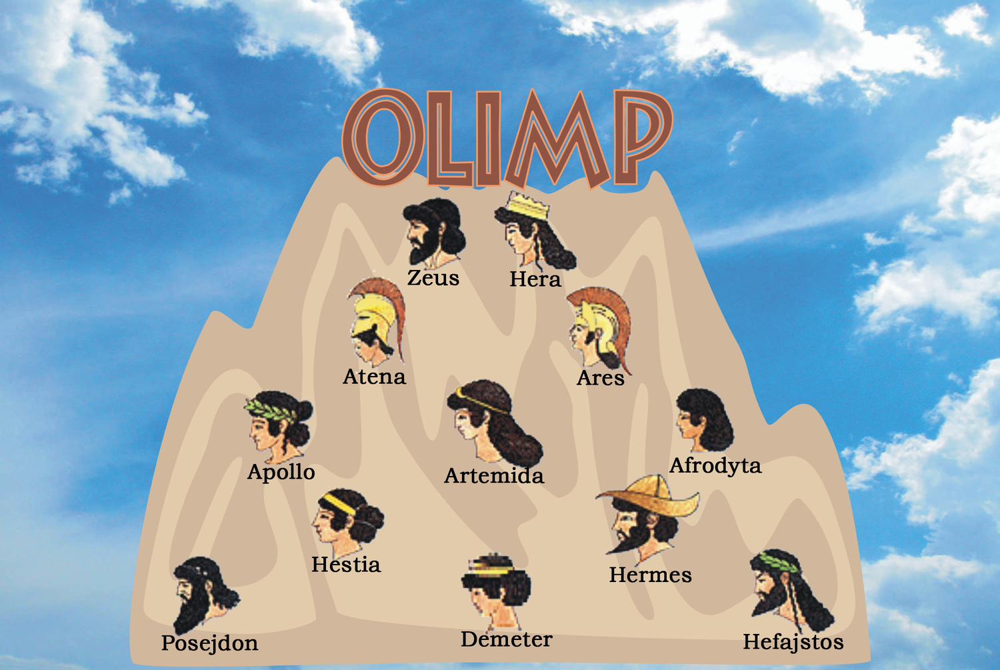 OLIMP
Zeus
Hera
Atena
Ares
Apollo
Artemida
Afrodyta
Hestia
Hermes
Posejdon
Demeter
Hefajstos